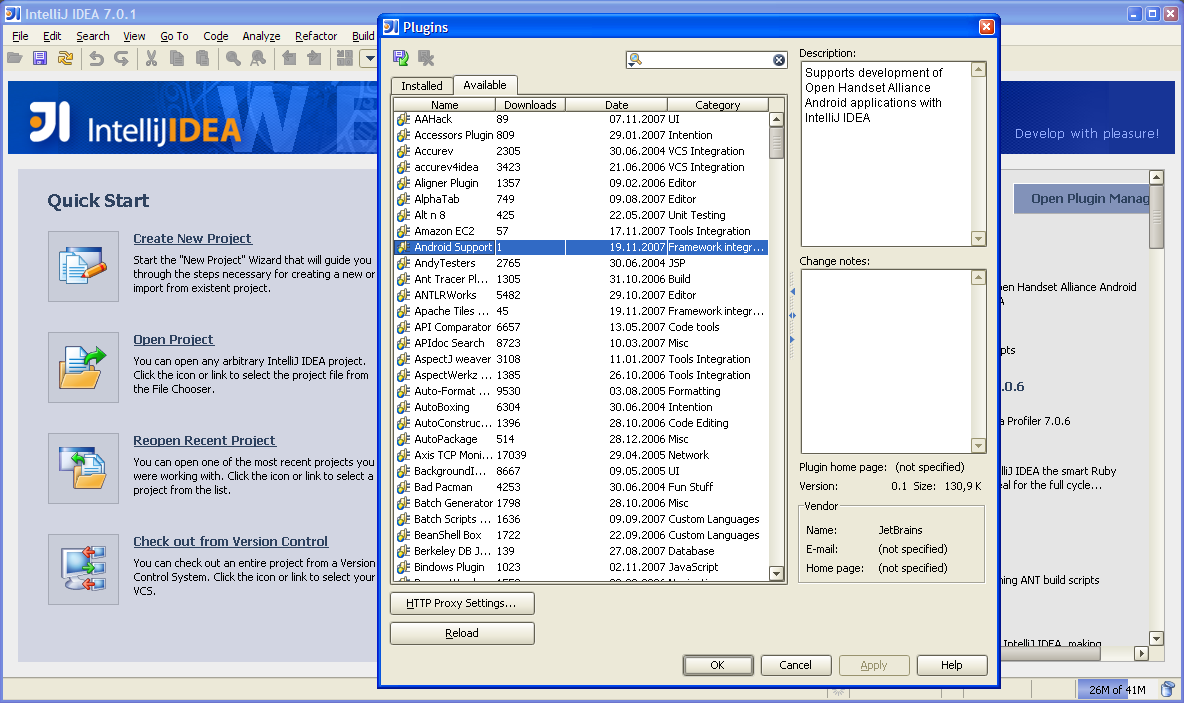 IntelliJ IDEA 7.0.1
File Edit Search View Go To Code Analyze Refactor Build
IntelliJ IDEA
Develop with pleasure!
Quick Start
Create New Project
Start the "New Project" Wizard that will guide you
through the steps necessary for creating a new or
import from existent project.
Open Project
You can open any arbitrary IntelliJ IDEA project.
Click the icon or link to select the project file from
the File Chooser.
Reopen Recent Project
You can open one of the most recent projects you
were working with. Click the icon or link to select a
project from the list.
Check out from Version Control
You can check out an entire project from a Version
Control System. Click the icon or link to select your
VCS.
Plugins
Installed Available
Name Downloads Date Category
AAHack 89 07.11.2007 UI
Accessors Plugin 809 29.01.2007 Intention
Accurev 2305 30.06.2004 VCS Integration
accurev4idea 3423 21.06.2006 VCS Integration
Aligner Plugin 1357 09.02.2006 Editor
AlphaTab 749 09.08.2007 Editor
Alt n 8 425 22.05.2007 Unit Testing
Amazon EC2 57 17.11.2007 Tools Integration
Android Support 1 19.11.2007 Framework integr...
AndyTesters 2765 30.06.2004 JSP
Ant Tracer Pl... 1305 31.10.2006 Build
ANTLRWorks 5482 29.10.2007 Editor
Apache Tiles ... 45 19.11.2007 Framework integr...
API Comparator 6657 13.05.2007 Code tools
APIdoc Search 8723 10.03.2007 Misc
AspectJ weaver 3108 11.01.2007 Tools Integration
AspectWerkz ... 1385 26.10.2006 Tools Integration
Auto-Format ... 9530 03.08.2005 Formatting
AutoBoxing 6304 30.06.2004 Intention
AutoConstruc... 1396 28.10.2006 Code Editing
AutoPackage 514 28.12.2006 Misc
Axis TCP Moni... 17039 29.04.2005 Network
BackgroundI... 8667 09.05.2005 UI
Bad Pacman 4253 30.06.2004 Fun Stuff
Batch Generator 1798 28.10.2006 Misc
Batch Scripts ... 1636 09.09.2007 Custom Languages
BeanShell Box 1722 22.09.2006 Custom Languages
Berkeley DB J... 139 27.08.2007 Database
Bindows Plugin 1023 02.11.2007 JavaScript
HTTP Proxy Settings...
Reload
Description:
Supports development of
Open Handset Alliance
Android applications with
IntelliJ IDEA
Change notes:
Plugin home page: (not specified)
Version: 0.1 Size: 130,9 K
Vendor
Name: JetBrains
E-mail: (not specified)
Home page: (not specified)
OK Cancel Apply Help
Open Plugin Manag
en Handset Alliance Android
pts
.0.6
a Profiler 7.0.6
lliJ IDEA the smart Ruby
eal for the full cycle...
ning ANT build scripts
IntelliJ IDEA, making
26M of 41M